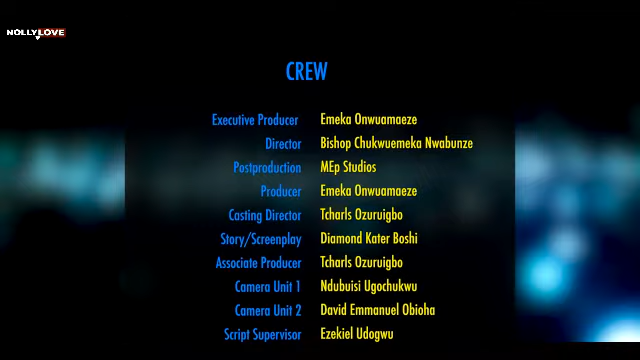 NOLLYLOVE
CREW
Executive Producer Emeka Onwuamaeze
Director Bishop Chukwuemeka Nwabunze
Postproduction MEp Studios
Producer Emeka Onwuamaeze
Casting Director Tcharls Ozuruigbo
Story/Screenplay Diamond Kater Boshi
Associate Producer Tcharls Ozuruigbo
Camera Unit 1 Ndubuisi Ugochukwu
Camera Unit 2 David Emmanuel Obioha
Script Supervisor Ezekiel Udogwu